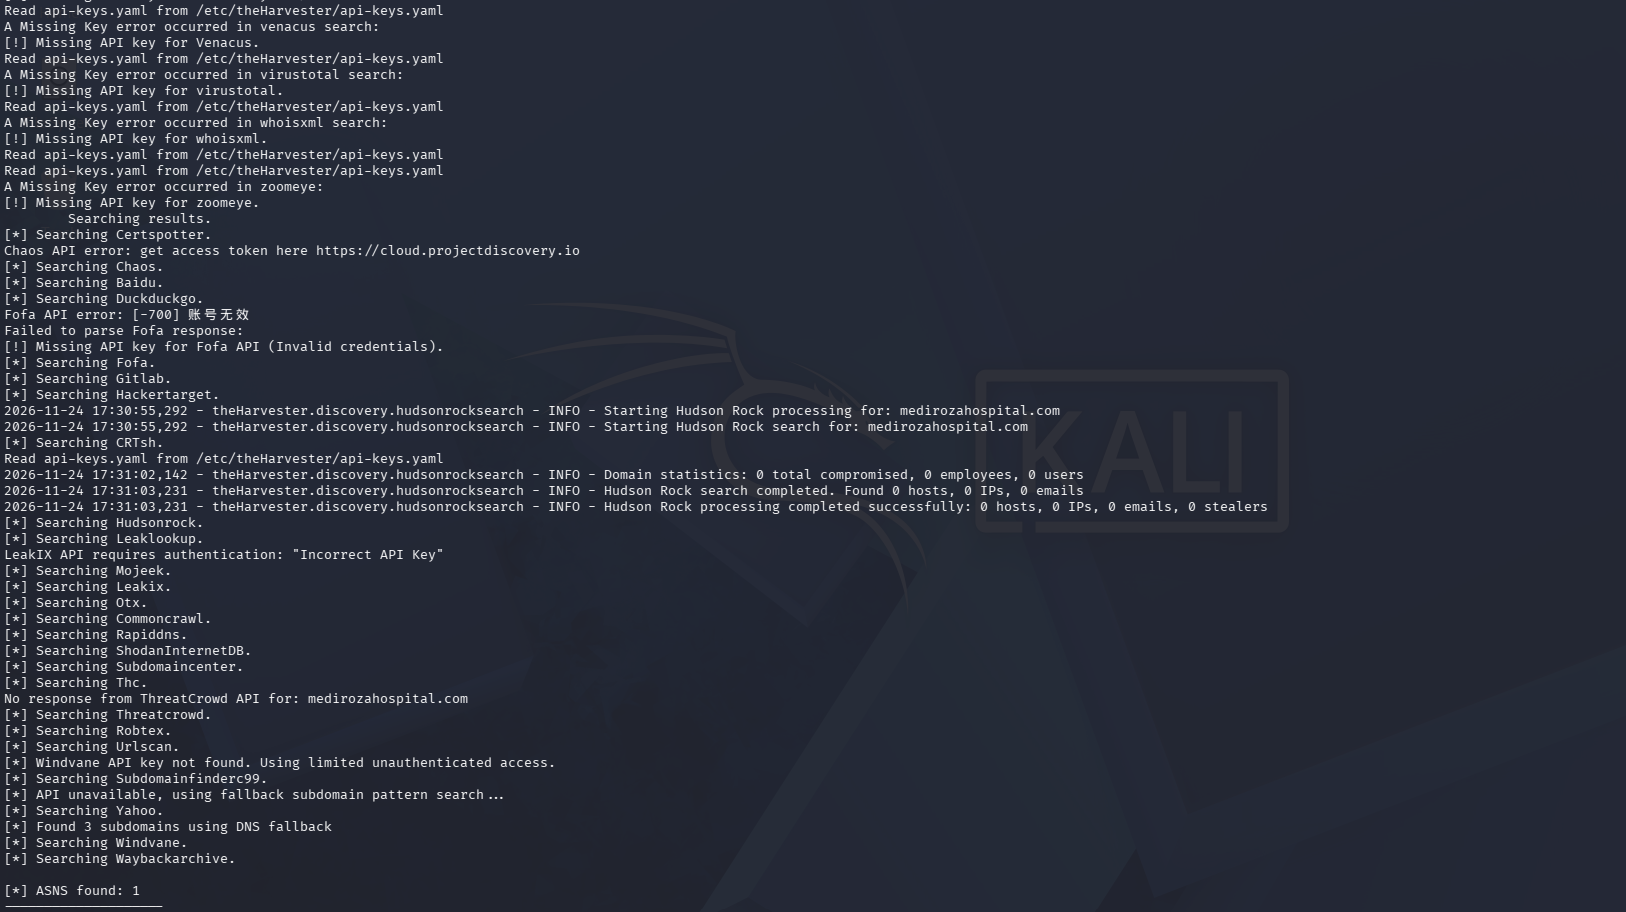 Read api-keys.yaml from /etc/theHarvester/api-keys.yaml
A Missing Key error occurred in venacus search:
[!] Missing API key for Venacus.
Read api-keys.yaml from /etc/theHarvester/api-keys.yaml
A Missing Key error occurred in virustotal search:
[!] Missing API key for virustotal.
Read api-keys.yaml from /etc/theHarvester/api-keys.yaml
A Missing Key error occurred in whoisxml search:
[!] Missing API key for whoisxml.
Read api-keys.yaml from /etc/theHarvester/api-keys.yaml
Read api-keys.yaml from /etc/theHarvester/api-keys.yaml
A Missing Key error occurred in zoomeye:
[!] Missing API key for zoomeye.
        Searching results.
[*] Searching Certspotter.
Chaos API error: get access token here https://cloud.projectdiscovery.io
[*] Searching Chaos.
[*] Searching Baidu.
[*] Searching Duckduckgo.
Fofa API error: [-700] 账号无效
Failed to parse Fofa response:
[!] Missing API key for Fofa API (Invalid credentials).
[*] Searching Fofa.
[*] Searching Gitlab.
[*] Searching Hackertarget.
2026-11-24 17:30:55,292 - theHarvester.discovery.hudsonrocksearch - INFO - Starting Hudson Rock processing for: medirozahospital.com
2026-11-24 17:30:55,292 - theHarvester.discovery.hudsonrocksearch - INFO - Starting Hudson Rock search for: medirozahospital.com
[*] Searching CRTsh.
Read api-keys.yaml from /etc/theHarvester/api-keys.yaml
2026-11-24 17:31:02,142 - theHarvester.discovery.hudsonrocksearch - INFO - Domain statistics: 0 total compromised, 0 employees, 0 users
2026-11-24 17:31:03,231 - theHarvester.discovery.hudsonrocksearch - INFO - Hudson Rock search completed. Found 0 hosts, 0 IPs, 0 emails
2026-11-24 17:31:03,231 - theHarvester.discovery.hudsonrocksearch - INFO - Hudson Rock processing completed successfully: 0 hosts, 0 IPs, 0 emails, 0 stealers
[*] Searching Hudsonrock.
[*] Searching Leaklookup.
LeakIX API requires authentication: "Incorrect API Key"
[*] Searching Mojeek.
[*] Searching Leakix.
[*] Searching Otx.
[*] Searching Commoncrawl.
[*] Searching Rapiddns.
[*] Searching ShodanInternetDB.
[*] Searching Subdomaincenter.
[*] Searching Thc.
No response from ThreatCrowd API for: medirozahospital.com
[*] Searching Threatcrowd.
[*] Searching Robtex.
[*] Searching Urlscan.
[*] Windvane API key not found. Using limited unauthenticated access.
[*] Searching Subdomainfinderc99.
[*] API unavailable, using fallback subdomain pattern search...
[*] Searching Yahoo.
[*] Found 3 subdomains using DNS fallback
[*] Searching Windvane.
[*] Searching Waybackarchive.
[*] ASNS found: 1
KALI